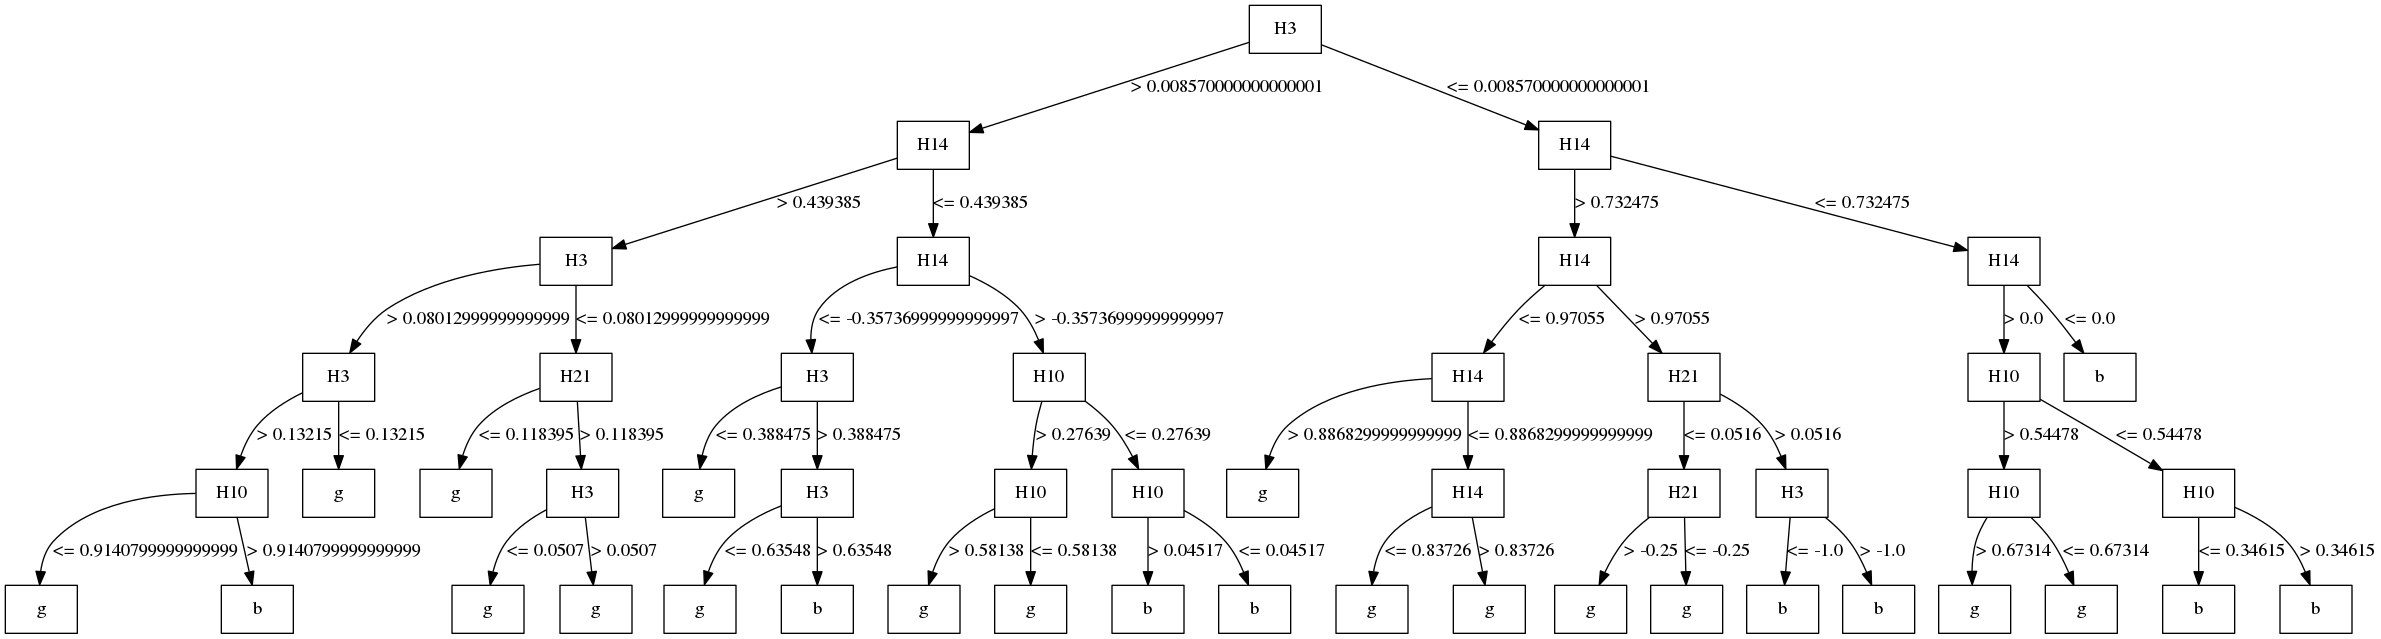 H3
> 0.008570000000000001 <= 0.008570000000000001
H14 H14
> 0.439385 <= 0.439385 > 0.732475 <= 0.732475
H3 H14 H14 H14
> 0.08012999999999999 <= 0.08012999999999999 <= -0.35736999999999997 > -0.35736999999999997 <= 0.97055 > 0.97055 > 0.0 <= 0.0
H3 H21 H3 H10 H14 H21 H10 b
> 0.13215 <= 0.13215 <= 0.118395 > 0.118395 <= 0.388475 > 0.388475 > 0.27639 <= 0.27639 > 0.8868299999999999 <= 0.8868299999999999 <= 0.0516 > 0.0516 > 0.54478 <= 0.54478
H10 g g H3 g H3 H10 H10 g H14 H21 H3 H10 H10
<= 0.9140799999999999 > 0.9140799999999999 <= 0.0507 > 0.0507 <= 0.63548 > 0.63548 > 0.58138 <= 0.58138 > 0.04517 <= 0.04517 <= 0.83726 > 0.83726 > -0.25 <= -0.25 <= -1.0 > -1.0 > 0.67314 <= 0.67314 <= 0.34615 > 0.34615
g b g g g b g g b b g g g g b b g g b b